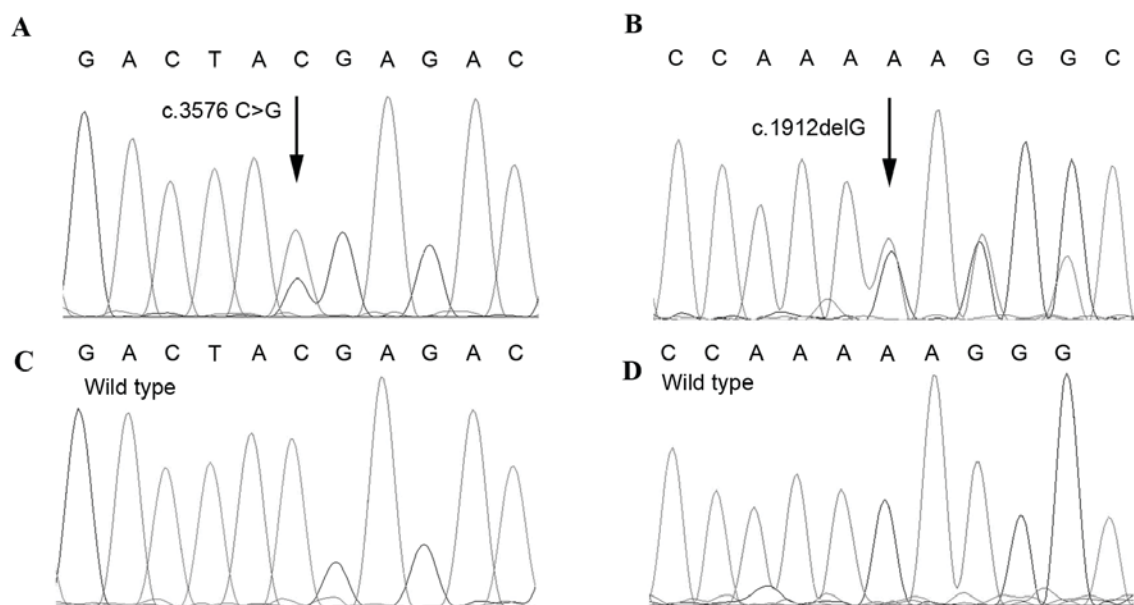 A
G A C T A C G A G A C
c.3576 C>G
B
C C A A A A A G G G C
c.1912delG
C
G A C T A C G A G A C
Wild type
D
C C A A A A A G G G
Wild type